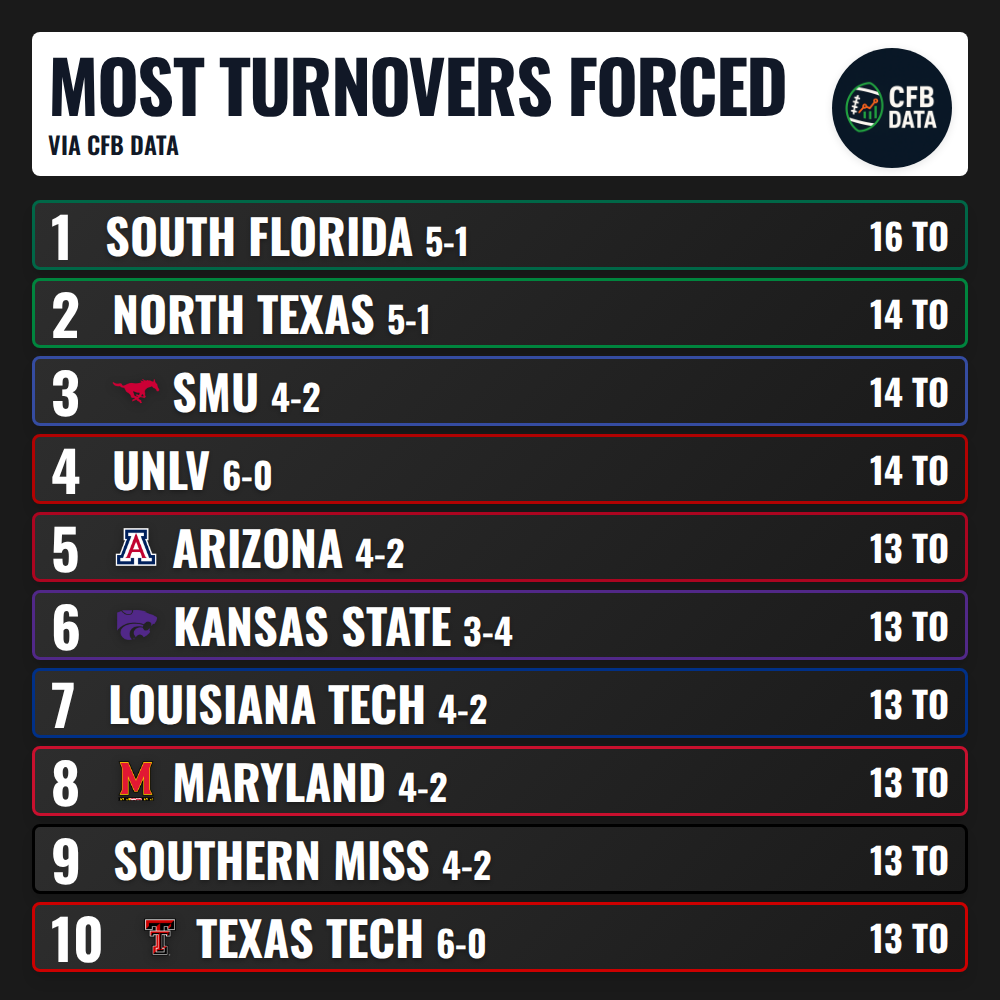 MOST TURNOVERS FORCED
VIA CFB DATA
CFB
DATA
1 SOUTH FLORIDA 5-1 16 TO
2 NORTH TEXAS 5-1 14 TO
3 SMU 4-2 14 TO
4 UNLV 6-0 14 TO
5 A ARIZONA 4-2 13 TO
6 KANSAS STATE 3-4 13 TO
7 LOUISIANA TECH 4-2 13 TO
8 M MARYLAND 4-2 13 TO
9 SOUTHERN MISS 4-2 13 TO
10 T TEXAS TECH 6-0 13 TO